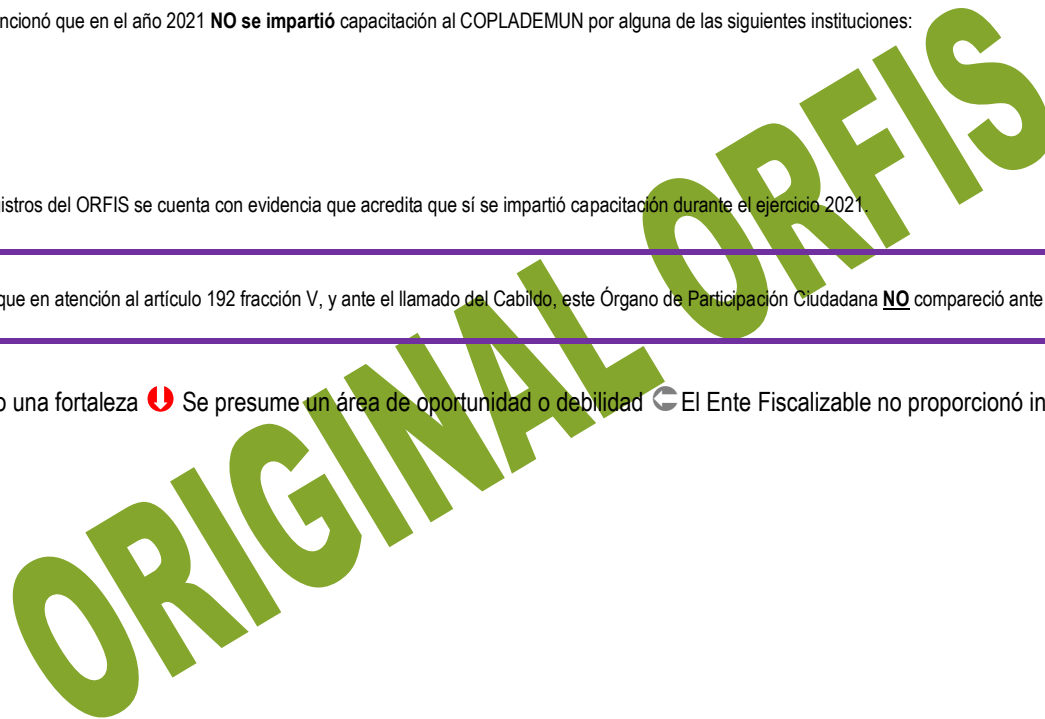 ncionó que en el año 2021 NO se impartió capacitación al COPLADEMUN por alguna de las siguientes instituciones:
istros del ORFIS se cuenta con evidencia que acredita que sí se impartió capacitación durante el ejercicio 2021.
que en atención al artículo 192 fracción V, y ante el llamado del Cabildo, este Órgano de Participación Ciudadana NO compareció ante
o una fortaleza Se presume un área de oportunidad o debilidad El Ente Fiscalizable no proporcionó in
ORIGINAL ORFIS